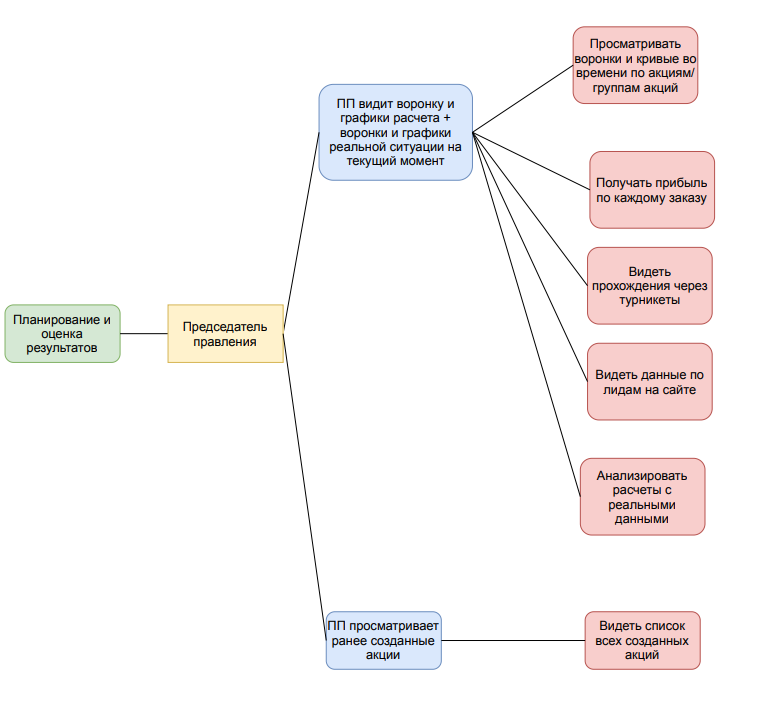 Планирование и
оценка
результатов
Председатель
правления
ПП видит воронку и
графики расчета +
воронки и графики
реальной ситуации на
текущий момент
Просматривать
воронки и кривые во
времени по акциям/
группам акций
Получать прибыль
по каждому заказу
Видеть
прохождения через
турникеты
Видеть данные по
лидам на сайте
Анализировать
расчеты с
реальными
данными
ПП просматривает
ранее созданные
акции
Видеть список
всех созданных
акций